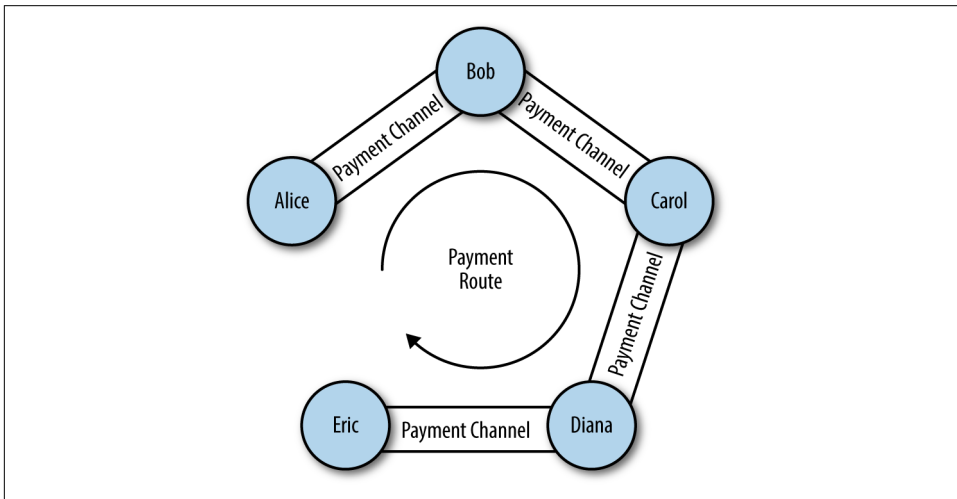 Bob
Payment Channel
Payment Channel
Alice
Carol
Payment
Route
Payment Channel
Eric
Payment Channel
Diana